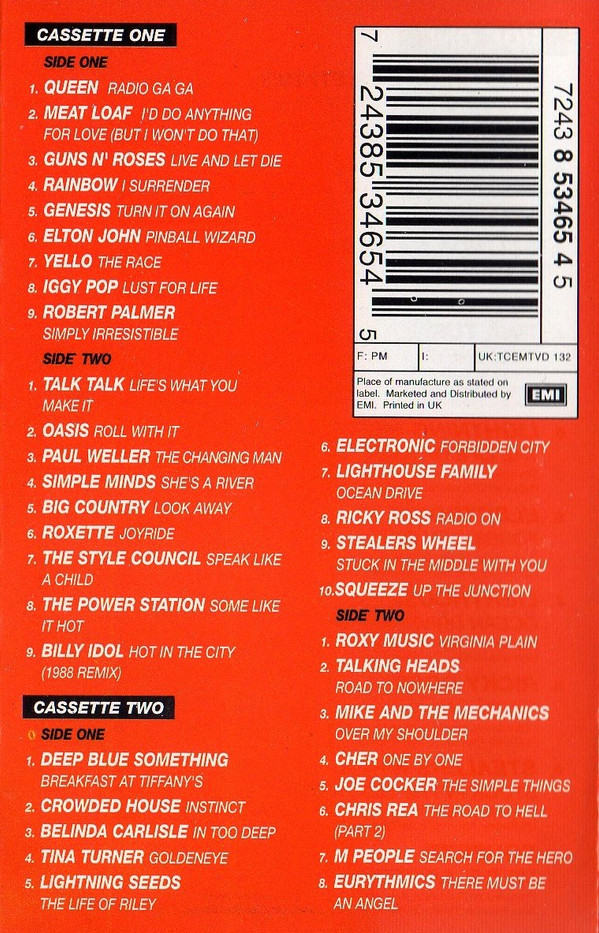 CASSETTE ONE
SIDE ONE
1. QUEEN RADIO GA GA
2. MEAT LOAF I'D DO ANYTHING
FOR LOVE (BUT I WON'T DO THAT)
3. GUNS N' ROSES LIVE AND LET DIE
4. RAINBOW I SURRENDER
5. GENESIS TURN IT ON AGAIN
6. ELTON JOHN PINBALL WIZARD
7. YELLO THE RACE
8. IGGY POP LUST FOR LIFE
9. ROBERT PALMER
SIMPLY IRRESISTIBLE
SIDE TWO
1. TALK TALK LIFE'S WHAT YOU
MAKE IT
2. OASIS ROLL WITH IT
3. PAUL WELLER THE CHANGING MAN
4. SIMPLE MINDS SHE'S A RIVER
5. BIG COUNTRY LOOK AWAY
6. ROXETTE JOYRIDE
7. THE STYLE COUNCIL SPEAK LIKE
A CHILD
8. THE POWER STATION SOME LIKE
IT HOT
9. BILLY IDOL HOT IN THE CITY
(1988 REMIX)
CASSETTE TWO
SIDE ONE
1. DEEP BLUE SOMETHING
BREAKFAST AT TIFFANY'S
2. CROWDED HOUSE INSTINCT
3. BELINDA CARLISLE IN TOO DEEP
4. TINA TURNER GOLDENEYE
5. LIGHTNING SEEDS
THE LIFE OF RILEY
7 24385 34654 5
7243 8 53465 4 5
F: PM I: UK:TCEMTVD 132
Place of manufacture as stated on
label. Marketed and Distributed by
EMI. Printed in UK
EMI
6. ELECTRONIC FORBIDDEN CITY
7. LIGHTHOUSE FAMILY
OCEAN DRIVE
8. RICKY ROSS RADIO ON
9. STEALERS WHEEL
STUCK IN THE MIDDLE WITH YOU
10. SQUEEZE UP THE JUNCTION
SIDE TWO
1. ROXY MUSIC VIRGINIA PLAIN
2. TALKING HEADS
ROAD TO NOWHERE
3. MIKE AND THE MECHANICS
OVER MY SHOULDER
4. CHER ONE BY ONE
5. JOE COCKER THE SIMPLE THINGS
6. CHRIS REA THE ROAD TO HELL
(PART 2)
7. M PEOPLE SEARCH FOR THE HERO
8. EURYTHMICS THERE MUST BE
AN ANGEL